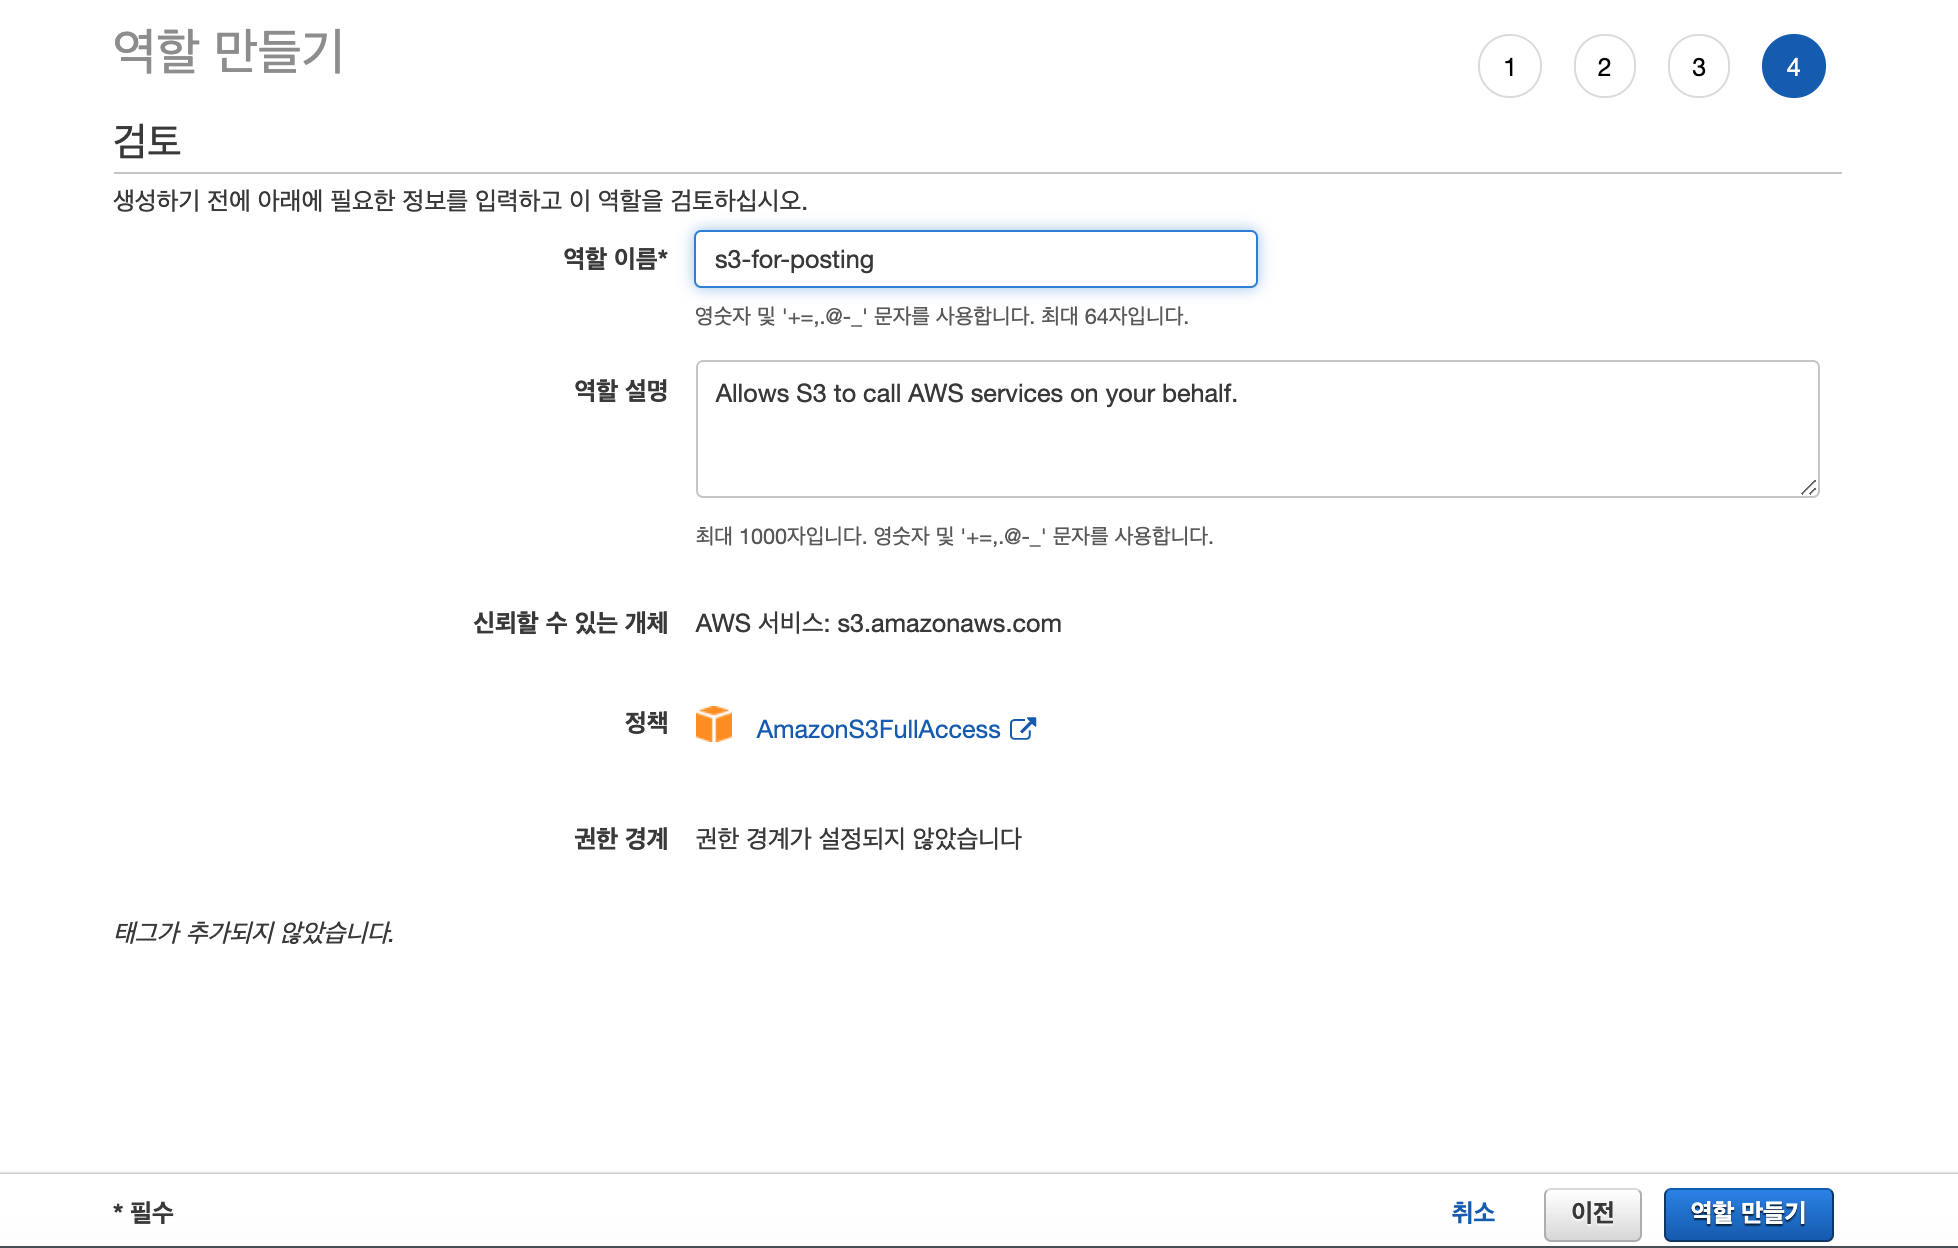 역할 만들기
1 2 3 4
검토
생성하기 전에 아래에 필요한 정보를 입력하고 이 역할을 검토하십시오.
역할 이름* s3-for-posting
영숫자 및 '+=,.@-_' 문자를 사용합니다. 최대 64자입니다.
역할 설명 Allows S3 to call AWS services on your behalf.
최대 1000자입니다. 영숫자 및 '+=,.@-_' 문자를 사용합니다.
신뢰할 수 있는 개체 AWS 서비스: s3.amazonaws.com
정책 AmazonS3FullAccess
권한 경계 권한 경계가 설정되지 않았습니다
태그가 추가되지 않았습니다.
* 필수 취소 이전 역할 만들기